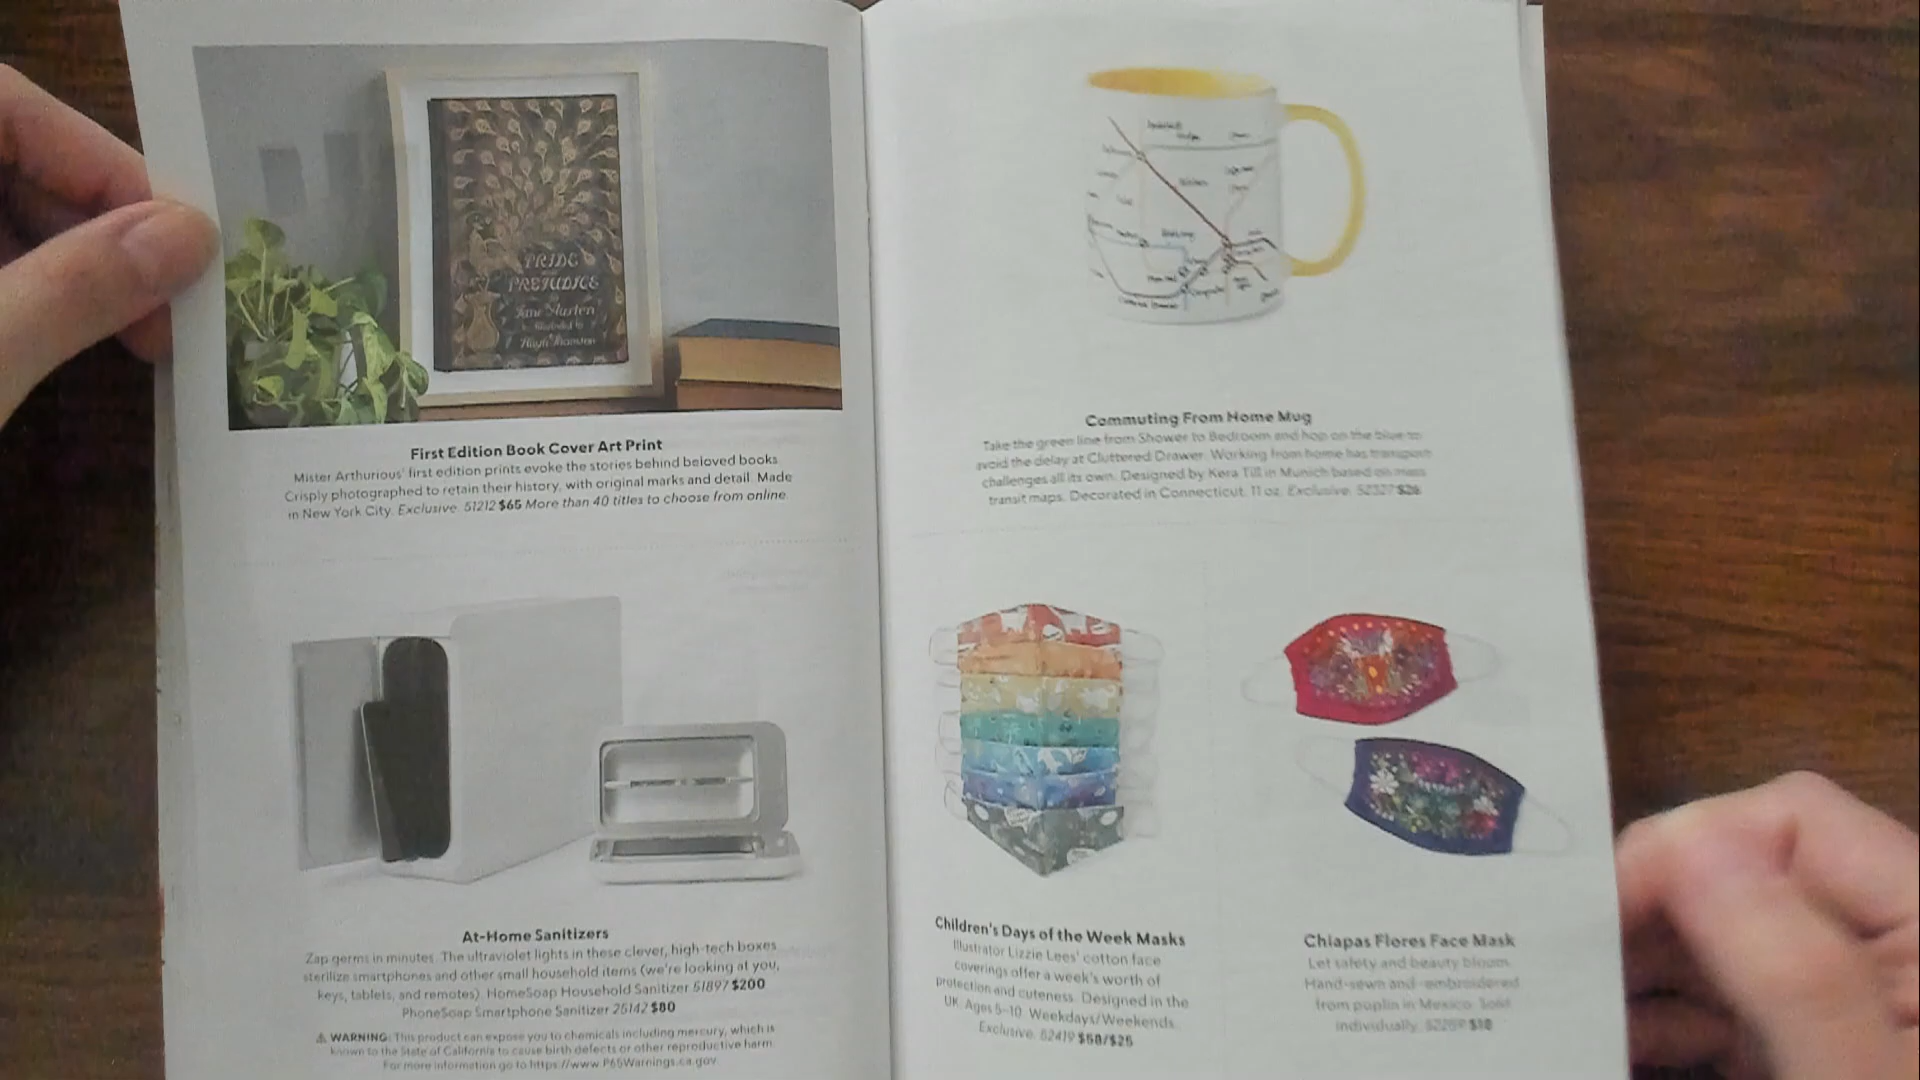 PRIDE
PREJUDICE
by
Jane Austen
Illustrated by
Hugh Thomson
First Edition Book Cover Art Print
Mister Arthurious' first edition prints evoke the stories behind beloved books.
Crisply photographed to retain their history, with original marks and detail. Made
in New York City. Exclusive. 51212 $65 More than 40 titles to choose from online.
At-Home Sanitizers
Zap germs in minutes. The ultraviolet lights in these clever, high-tech boxes
sterilize smartphones and other small household items (we're looking at you,
keys, tablets, and remotes). HomeSoap Household Sanitizer 51897 $200
PhoneSoap Smartphone Sanitizer 25142 $80
⚠ WARNING: This product can expose you to chemicals including mercury, which is
known to the State of California to cause birth defects or other reproductive harm.
For more information go to https://www.P65Warnings.ca.gov.
Commuting From Home Mug
Take the green line from Shower to Bedroom and hop on the blue to
avoid the delay at Cluttered Drawer. Working from home has transport
challenges all its own. Designed by Kera Till in Munich based on mass
transit maps. Decorated in Connecticut. 11 oz. Exclusive. 52327 $26
Children's Days of the Week Masks
Illustrator Lizzie Lees' cotton face
coverings offer a week's worth of
protection and cuteness. Designed in the
UK. Ages 5–10. Weekdays/Weekends.
Exclusive. 52419 $58/$25
Chiapas Flores Face Mask
Let safety and beauty bloom.
Hand-sewn and -embroidered
from poplin in Mexico. Sold
individually. $18